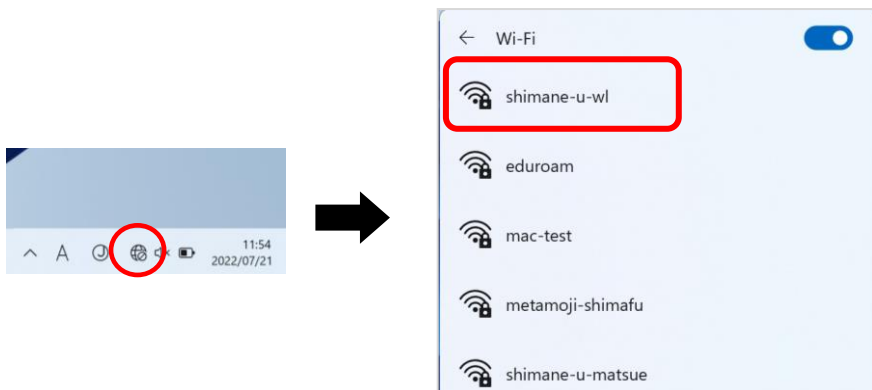 A
11:54
2022/07/21
Wi-Fi
shimane-u-wl
eduroam
mac-test
metamoji-shimafu
shimane-u-matsue